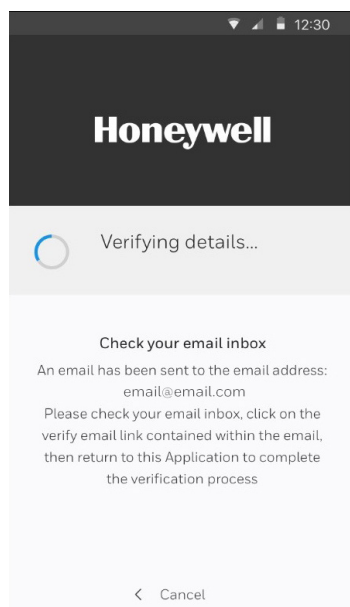 12:30
Honeywell
Verifying details...
Check your email inbox
An email has been sent to the email address:
email@email.com
Please check your email inbox, click on the
verify email link contained within the email,
then return to this Application to complete
the verification process
< Cancel